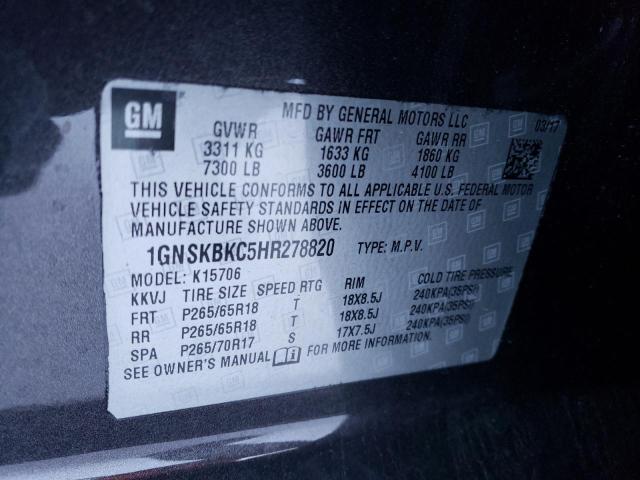 GM
MFD BY GENERAL MOTORS LLC
03/17
GVWR GAWR FRT GAWR RR
3311 KG 1633 KG 1860 KG
7300 LB 3600 LB 4100 LB
THIS VEHICLE CONFORMS TO ALL APPLICABLE U.S. FEDERAL MOTOR
VEHICLE SAFETY STANDARDS IN EFFECT ON THE DATE OF
MANUFACTURE SHOWN ABOVE.
1GNSKBKC5HR278820 TYPE: M.P.V.
MODEL: K15706
KKVJ TIRE SIZE SPEED RTG RIM COLD TIRE PRESSURE
FRT P265/65R18 T 18X8.5J 240KPA(35PSI)
RR P265/65R18 T 18X8.5J 240KPA(35PSI)
SPA P265/70R17 S 17X7.5J 240KPA(35PSI)
SEE OWNER'S MANUAL FOR MORE INFORMATION.